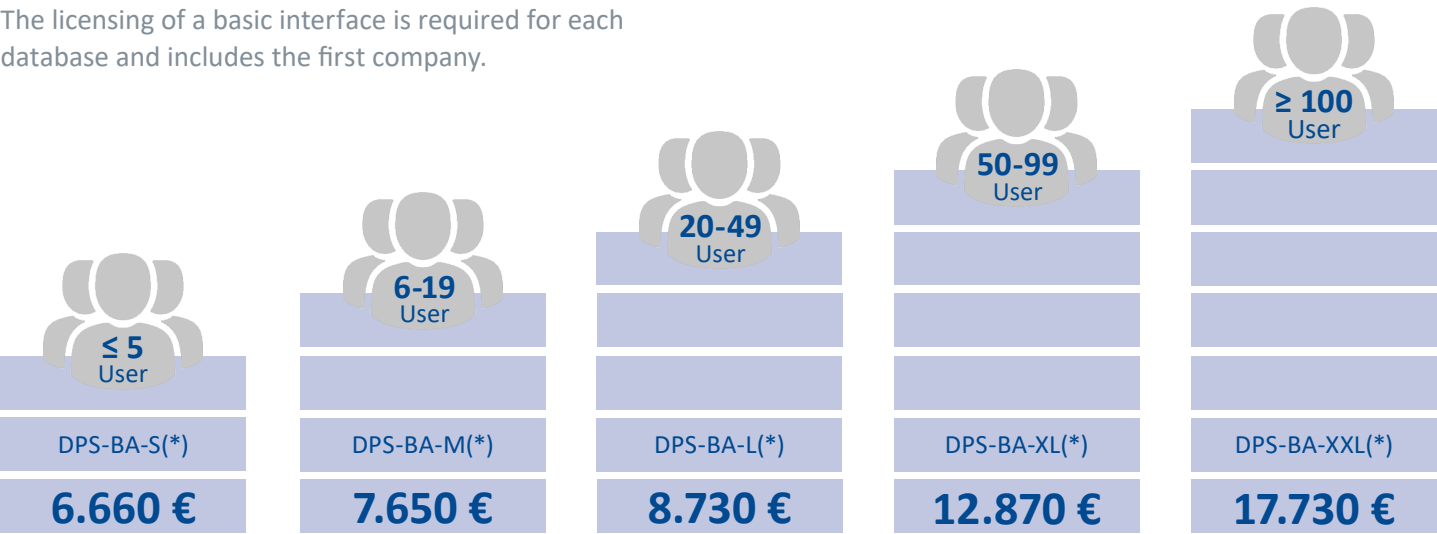 The licensing of a basic interface is required for each
database and includes the first company.
≤ 5
User
6-19
User
20-49
User
50-99
User
≥ 100
User
DPS-BA-S(*)
DPS-BA-M(*)
DPS-BA-L(*)
DPS-BA-XL(*)
DPS-BA-XXL(*)
6.660 €
7.650 €
8.730 €
12.870 €
17.730 €